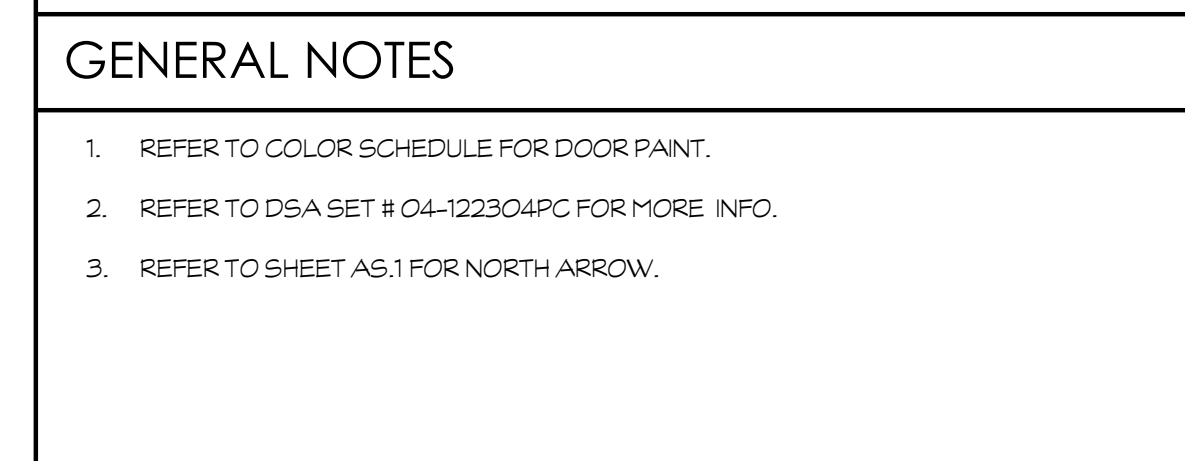 GENERAL NOTES
1. REFER TO COLOR SCHEDULE FOR DOOR PAINT.
2. REFER TO DSA SET # 04-122304PC FOR MORE INFO.
3. REFER TO SHEET AS.1 FOR NORTH ARROW.